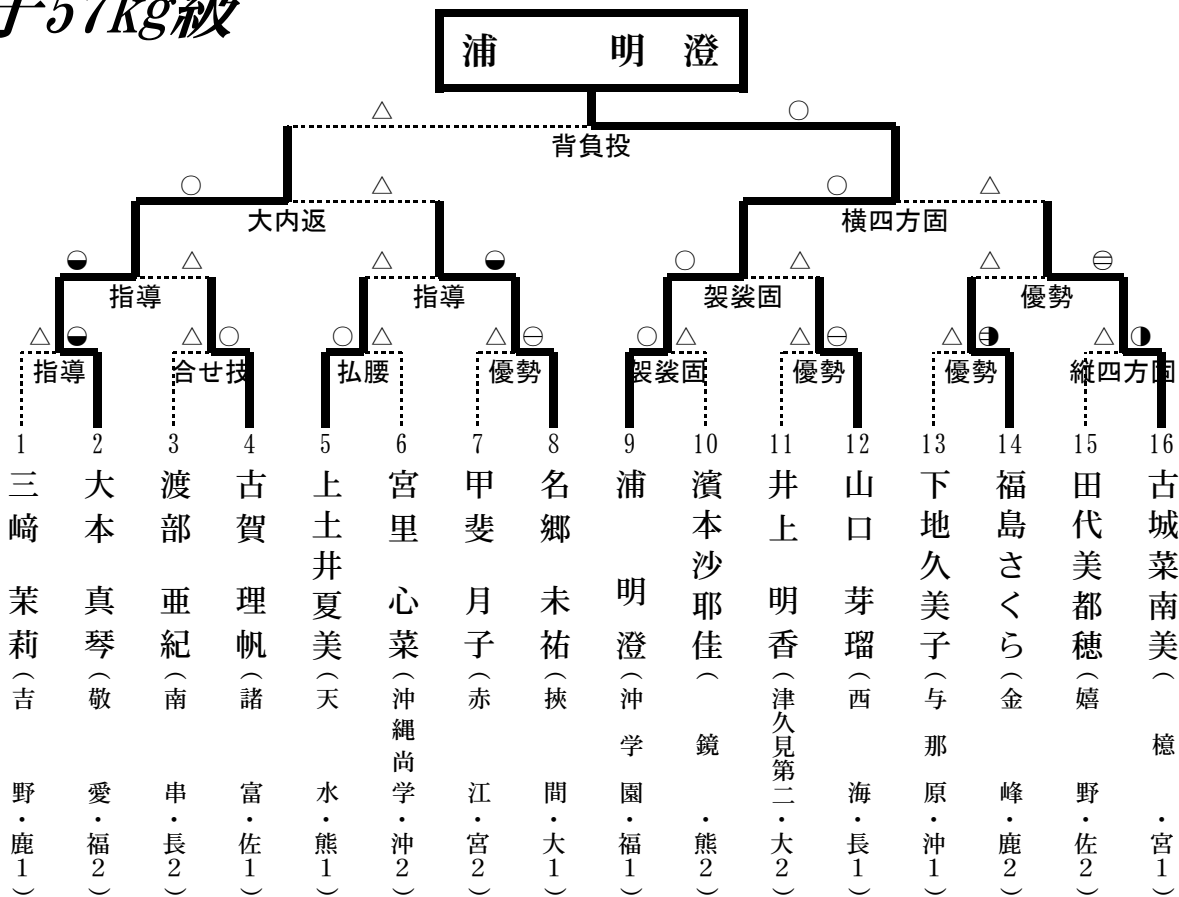 子57kg級
浦 明 澄
△ ○
背負投
○ △ ○ △
大内返 横四方固
△ △ ○ △ △
指導 指導 袈裟固 優勢
△ △ ○ ○ △ △ ○ △ △ △ △
指導 合せ技 払腰 優勢 袈裟固 優勢 優勢 縦四方固
1 2 3 4 5 6 7 8 9 10 11 12 13 14 15 16
三﨑 茉莉(吉野・鹿1)
大本 真琴(敬愛・福2)
渡部 亜紀(南串・長2)
古賀 理帆(諸富・佐1)
上土井夏美(天水・熊1)
宮里 心菜(沖縄尚学・沖2)
甲斐 月子(赤江・宮2)
名郷 未祐(挾間・大1)
浦 明澄(沖学園・福1)
濱本沙耶佳(鏡・熊2)
井上 明香(津久見第二・大2)
山口 芽瑠(西海・長1)
下地久美子(与那原・沖1)
福島さくら(金峰・鹿2)
田代美都穂(嬉野・佐2)
古城菜南美(檍・宮1)